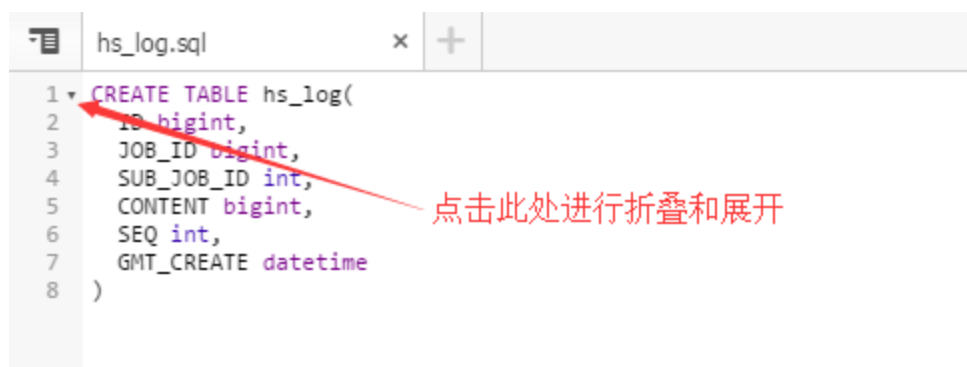 hs_log.sql × +
1 CREATE TABLE hs_log(
2 ID bigint,
3 JOB_ID bigint,
4 SUB_JOB_ID int,
5 CONTENT bigint,
6 SEQ int,
7 GMT_CREATE datetime
8 )
点击此处进行折叠和展开